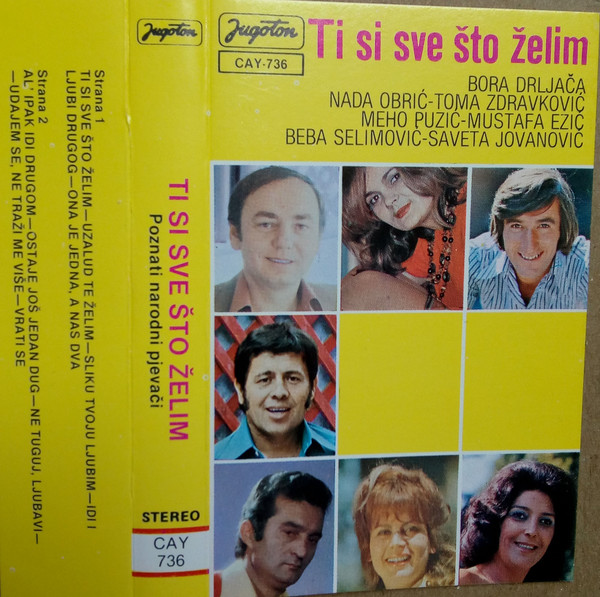 Strana 1
TI SI SVE ŠTO ŽELIM—UZALUD TE ŽELIM—SLIKU TVOJU LJUBIM—IDI I
LJUBI DRUGOG—ONA JE JEDNA, A NAS DVA
Strana 2
AL' IPAK IDI DRUGOM—OSTAJE JOŠ JEDAN DUG—NE TUGUJ, LJUBAVI—
—UDAJEM SE, NE TRAŽI ME VIŠE—VRATI SE
Jugoton
TI SI SVE ŠTO ŽELIM
Poznati narodni pjevači
STEREO
CAY
736
Jugoton
CAY-736
Ti si sve što želim
BORA DRLJAČA
NADA OBRIĆ-TOMA ZDRAVKOVIĆ
MEHO PUZIĆ-MUSTAFA EZIĆ
BEBA SELIMOVIĆ-SAVETA JOVANOVIĆ